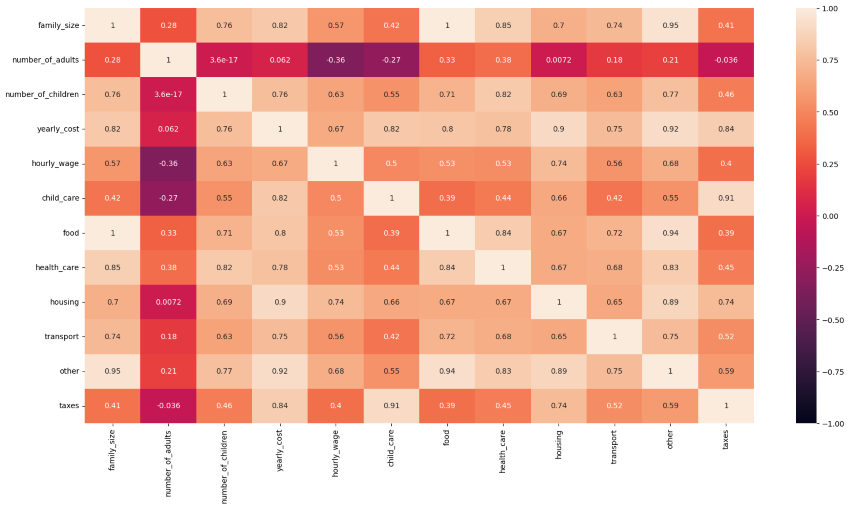 family_size 1 0.28 0.76 0.82 0.57 0.42 1 0.85 0.7 0.74 0.95 0.41
number_of_adults 0.28 1 3.6e-17 0.062 -0.36 -0.27 0.33 0.38 0.0072 0.18 0.21 -0.036
number_of_children 0.76 3.6e-17 1 0.76 0.63 0.55 0.71 0.82 0.69 0.63 0.77 0.46
yearly_cost 0.82 0.062 0.76 1 0.67 0.82 0.8 0.78 0.9 0.75 0.92 0.84
hourly_wage 0.57 -0.36 0.63 0.67 1 0.5 0.53 0.53 0.74 0.56 0.68 0.4
child_care 0.42 -0.27 0.55 0.82 0.5 1 0.39 0.44 0.66 0.42 0.55 0.91
food 1 0.33 0.71 0.8 0.53 0.39 1 0.84 0.67 0.72 0.94 0.39
health_care 0.85 0.38 0.82 0.78 0.53 0.44 0.84 1 0.67 0.68 0.83 0.45
housing 0.7 0.0072 0.69 0.9 0.74 0.66 0.67 0.67 1 0.65 0.89 0.74
transport 0.74 0.18 0.63 0.75 0.56 0.42 0.72 0.68 0.65 1 0.75 0.52
other 0.95 0.21 0.77 0.92 0.68 0.55 0.94 0.83 0.89 0.75 1 0.59
taxes 0.41 -0.036 0.46 0.84 0.4 0.91 0.39 0.45 0.74 0.52 0.59 1
family_size
number_of_adults
number_of_children
yearly_cost
hourly_wage
child_care
food
health_care
housing
transport
other
taxes
1.00
0.75
0.50
0.25
0.00
−0.25
−0.50
−0.75
−1.00